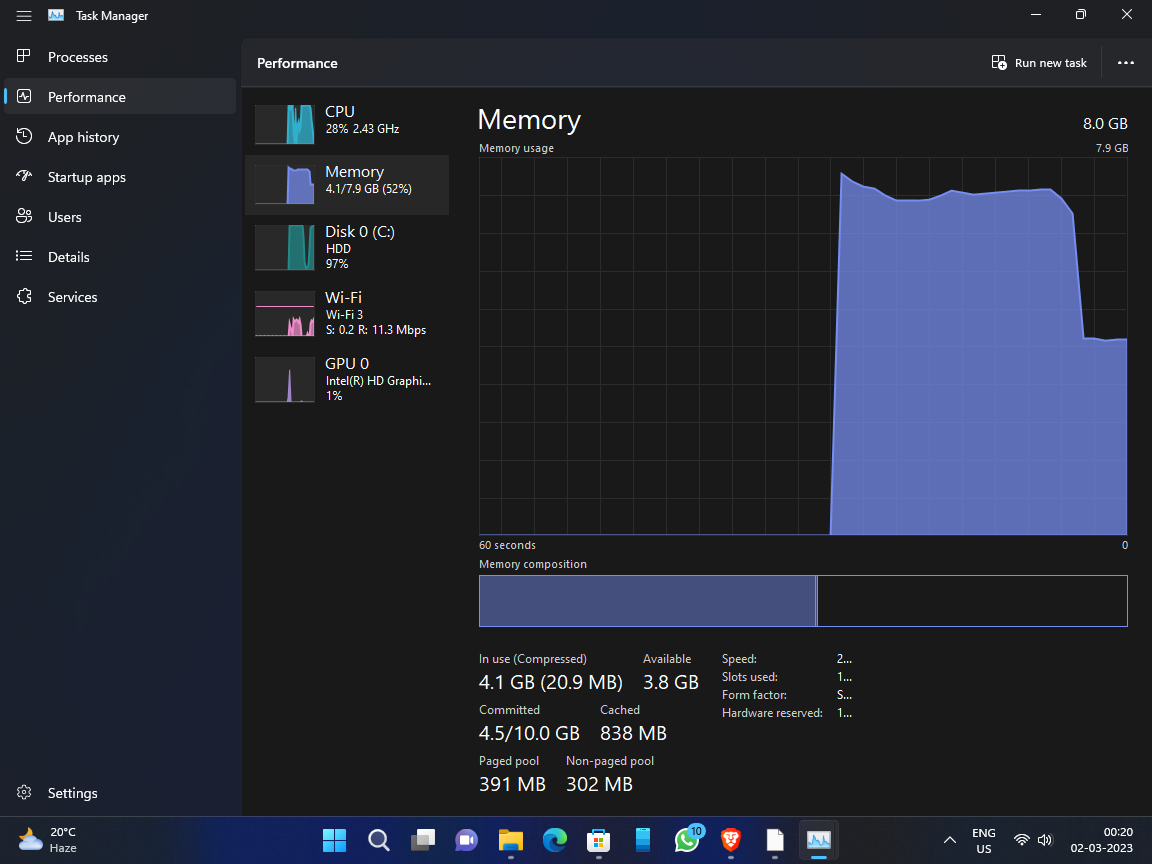 Task Manager
Processes
Performance
App history
Startup apps
Users
Details
Services
Settings
Performance
Run new task
CPU
28% 2.43 GHz
Memory
4.1/7.9 GB (52%)
Disk 0 (C:)
HDD
97%
Wi-Fi
Wi-Fi 3
S: 0.2 R: 11.3 Mbps
GPU 0
Intel(R) HD Graphi...
1%
Memory
8.0 GB
Memory usage
7.9 GB
60 seconds
0
Memory composition
In use (Compressed)
4.1 GB (20.9 MB)
Available
3.8 GB
Committed
4.5/10.0 GB
Cached
838 MB
Paged pool
391 MB
Non-paged pool
302 MB
Speed: 2...
Slots used: 1...
Form factor: S...
Hardware reserved: 1...
20°C
Haze
10
ENG
US
00:20
02-03-2023